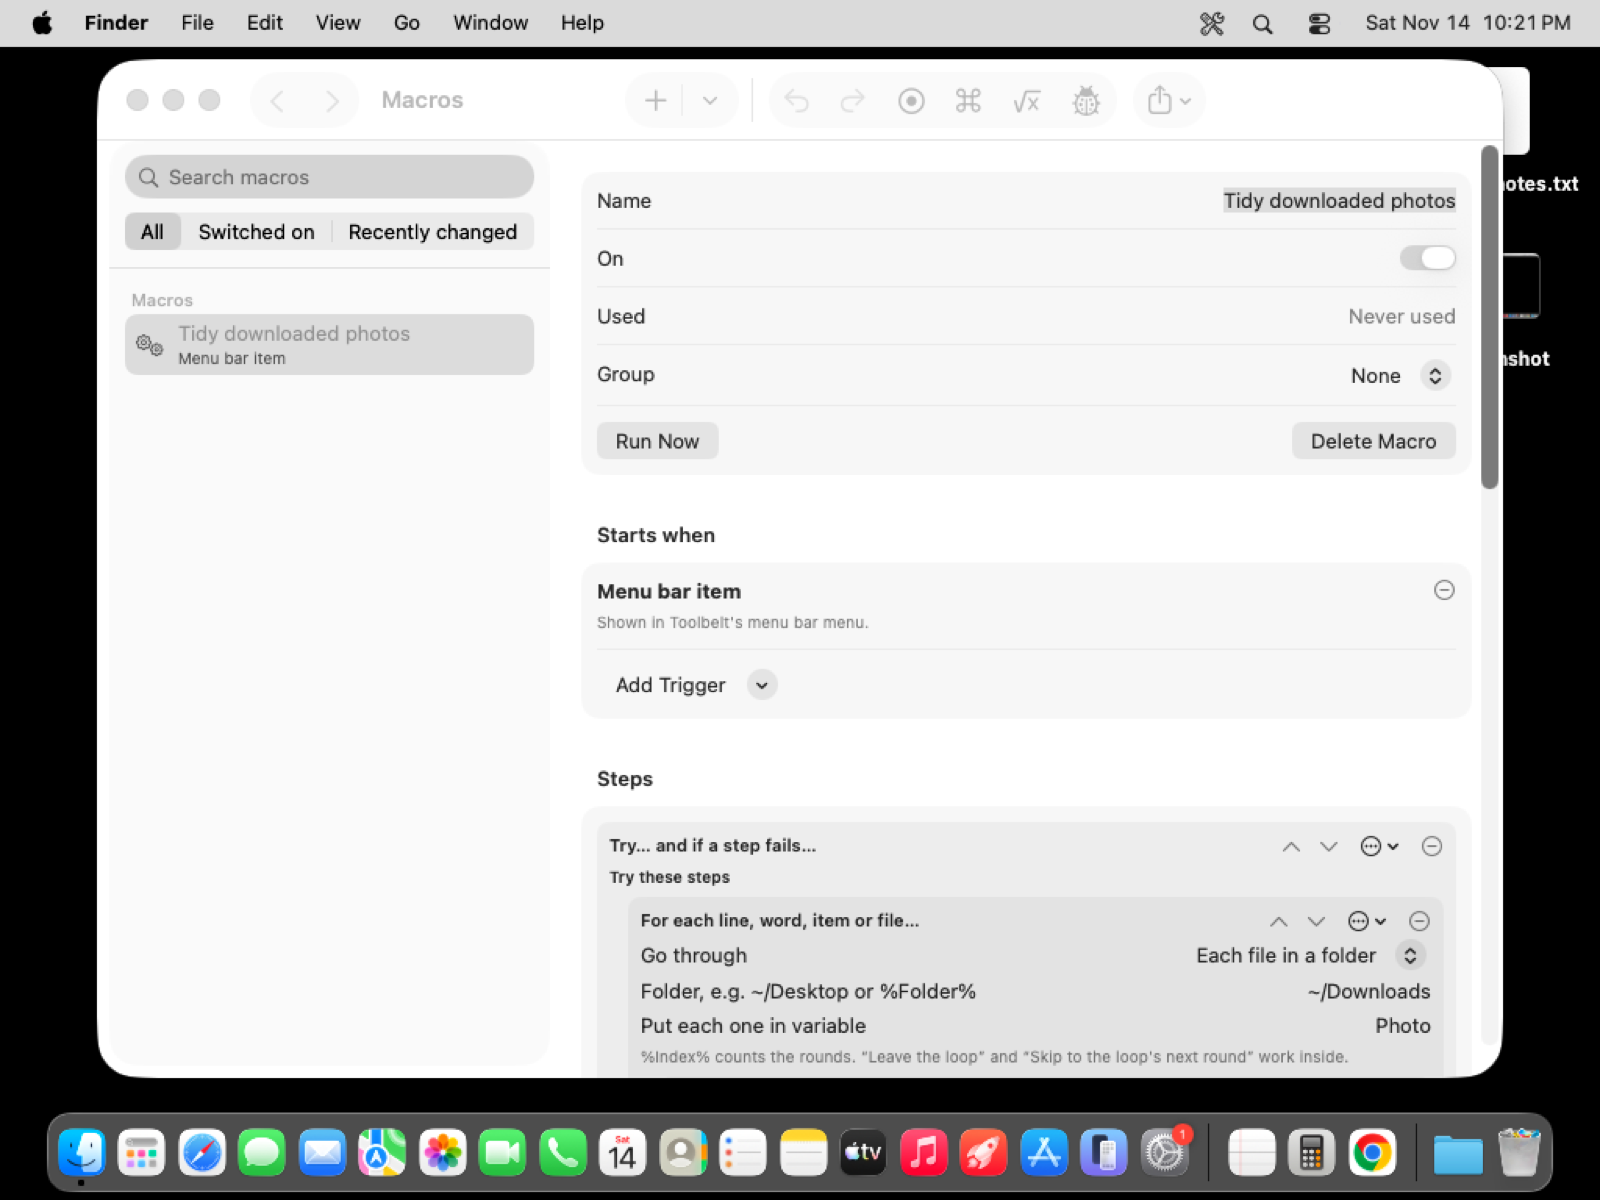 Finder File Edit View Go Window Help Sat Nov 14 10:21 PM
Macros
Search macros
All Switched on Recently changed
Macros
Tidy downloaded photos
Menu bar item
Name Tidy downloaded photos
On
Used Never used
Group None
Run Now Delete Macro
Starts when
Menu bar item
Shown in Toolbelt's menu bar menu.
Add Trigger
Steps
Try... and if a step fails...
Try these steps
For each line, word, item or file...
Go through Each file in a folder
Folder, e.g. ~/Desktop or %Folder% ~/Downloads
Put each one in variable Photo
%Index% counts the rounds. “Leave the loop” and “Skip to the loop's next round” work inside.
otes.txt
nshot
Sat
14
tv
1